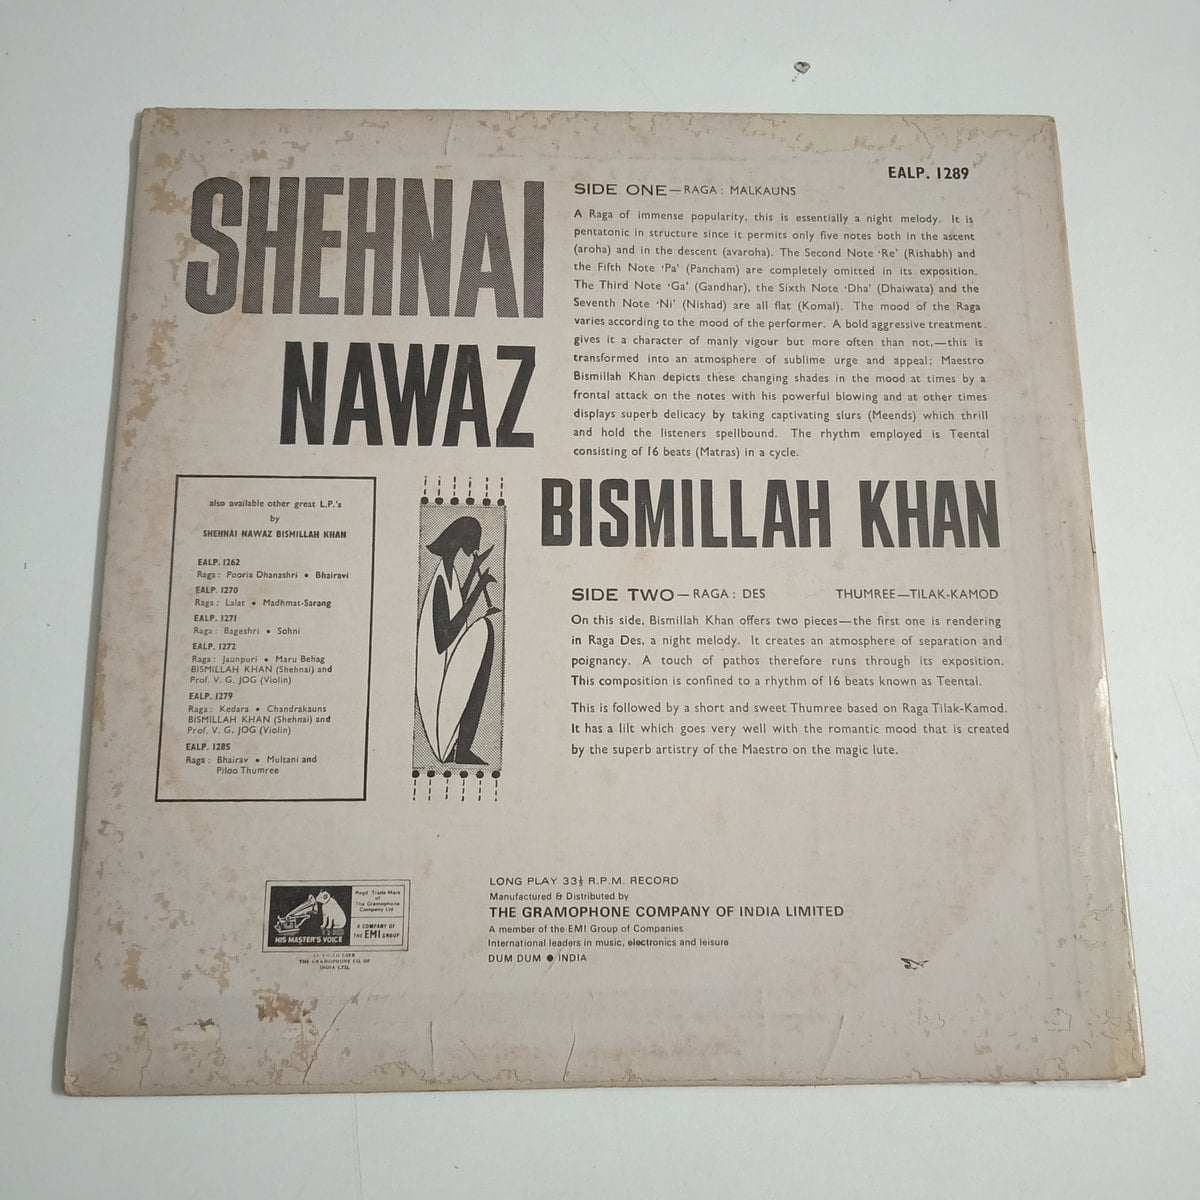 EALP. 1289
SHEHNAI
NAWAZ
SIDE ONE—RAGA : MALKAUNS
A Raga of immense popularity, this is essentially a night melody. It is
pentatonic in structure since it permits only five notes both in the ascent
(aroha) and in the descent (avaroha). The Second Note ‘Re’ (Rishabh) and
the Fifth Note ‘Pa’ (Pancham) are completely omitted in its exposition.
The Third Note ‘Ga’ (Gandhar), the Sixth Note ‘Dha’ (Dhaiwata) and the
Seventh Note ‘Ni’ (Nishad) are all flat (Komal). The mood of the Raga
varies according to the mood of the performer. A bold aggressive treatment
gives it a character of manly vigour but more often than not,—this is
transformed into an atmosphere of sublime urge and appeal; Maestro
Bismillah Khan depicts these changing shades in the mood at times by a
frontal attack on the notes with his powerful blowing and at other times
displays superb delicacy by taking captivating slurs (Meends) which thrill
and hold the listeners spellbound. The rhythm employed is Teental
consisting of 16 beats (Matras) in a cycle.
BISMILLAH KHAN
also available other great L.P.'s
by
SHEHNAI NAWAZ BISMILLAH KHAN
EALP. 1262
Raga : Pooria Dhanashri • Bhairavi
EALP. 1270
Raga : Lalat • Madhmat-Sarang
EALP. 1271
Raga : Bageshri • Sohni
EALP. 1272
Raga : Jaunpuri • Maru Behag
BISMILLAH KHAN (Shehnai) and
Prof. V. G. JOG (Violin)
EALP. 1279
Raga : Kedara • Chandrakauns
BISMILLAH KHAN (Shehnai) and
Prof. V. G. JOG (Violin)
EALP. 1285
Raga : Bhairav • Multani and
Piloo Thumree
SIDE TWO—RAGA : DES THUMREE—TILAK-KAMOD
On this side, Bismillah Khan offers two pieces—the first one is rendering
in Raga Des, a night melody. It creates an atmosphere of separation and
poignancy. A touch of pathos therefore runs through its exposition.
This composition is confined to a rhythm of 16 beats known as Teental.
This is followed by a short and sweet Thumree based on Raga Tilak-Kamod.
It has a lilt which goes very well with the romantic mood that is created
by the superb artistry of the Maestro on the magic lute.
HIS MASTER'S VOICE
Regd. Trade Mark
of
The Gramophone
Company Ltd
A COMPANY OF
THE EMI GROUP
USER
THE GRAMOPHONE CO. OF
INDIA LTD.
LONG PLAY 33⅓ R.P.M. RECORD
Manufactured & Distributed by
THE GRAMOPHONE COMPANY OF INDIA LIMITED
A member of the EMI Group of Companies
International leaders in music, electronics and leisure
DUM DUM ● INDIA